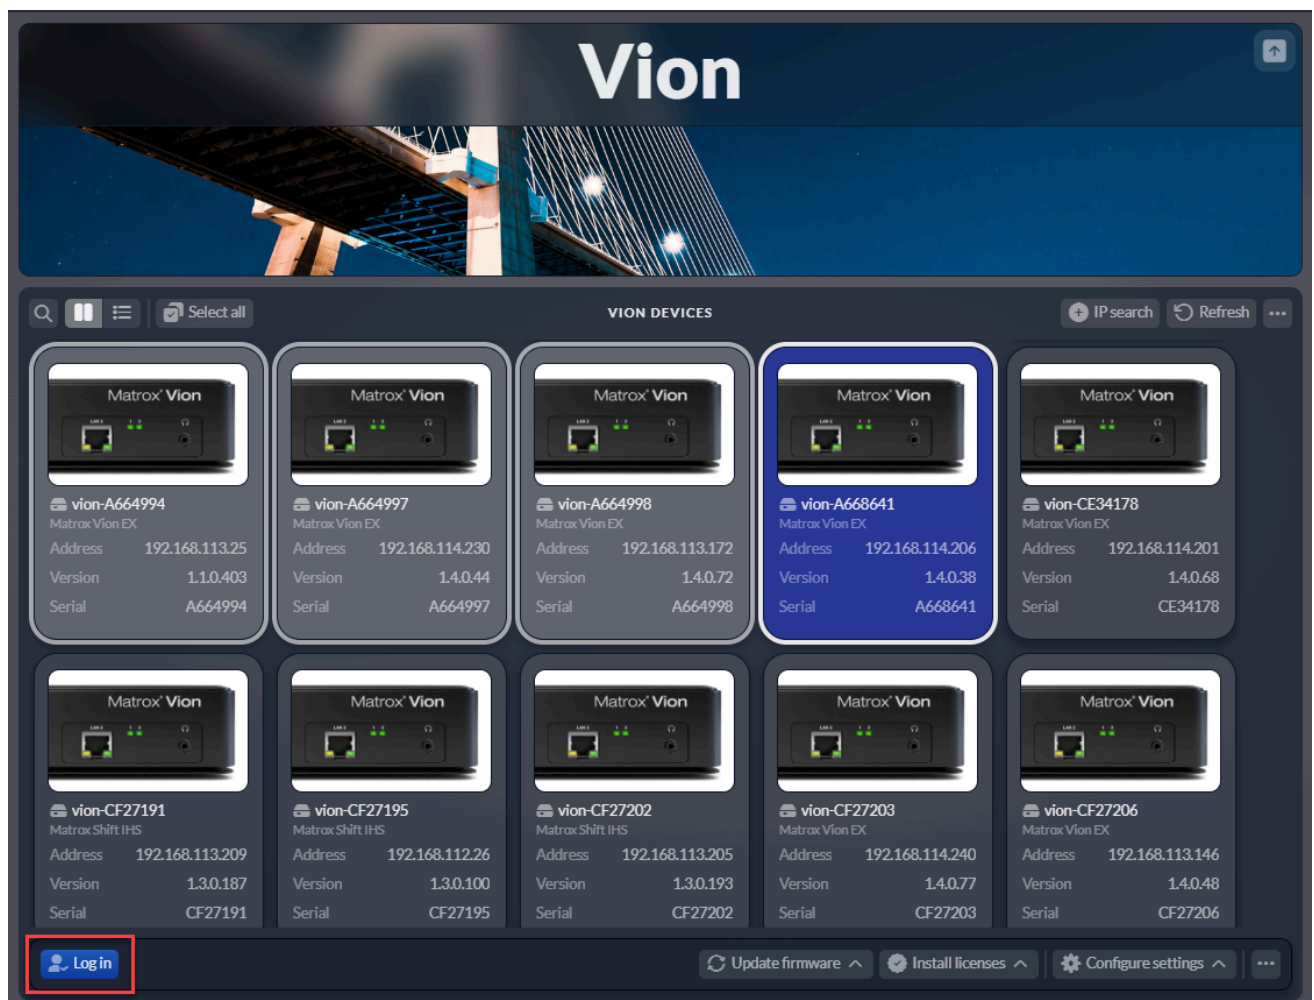 Vion
Select all
VION DEVICES
IP search
Refresh
Matrox® Vion
Matrox® Vion
Matrox® Vion
Matrox® Vion
Matrox® Vion
vion-A664994
Matrox Vion EX
Address 192.168.113.25
Version 1.1.0.403
Serial A664994
vion-A664997
Matrox Vion EX
Address 192.168.114.230
Version 1.4.0.44
Serial A664997
vion-A664998
Matrox Vion EX
Address 192.168.113.172
Version 1.4.0.72
Serial A664998
vion-A668641
Matrox Vion EX
Address 192.168.114.206
Version 1.4.0.38
Serial A668641
vion-CE34178
Matrox Vion EX
Address 192.168.114.201
Version 1.4.0.68
Serial CE34178
Matrox® Vion
Matrox® Vion
Matrox® Vion
Matrox® Vion
Matrox® Vion
vion-CF27191
Matrox Shift IHS
Address 192.168.113.209
Version 1.3.0.187
Serial CF27191
vion-CF27195
Matrox Shift IHS
Address 192.168.112.26
Version 1.3.0.100
Serial CF27195
vion-CF27202
Matrox Shift IHS
Address 192.168.113.205
Version 1.3.0.193
Serial CF27202
vion-CF27203
Matrox Vion EX
Address 192.168.114.240
Version 1.4.0.77
Serial CF27203
vion-CF27206
Matrox Vion EX
Address 192.168.113.146
Version 1.4.0.48
Serial CF27206
Log in
Update firmware
Install licenses
Configure settings